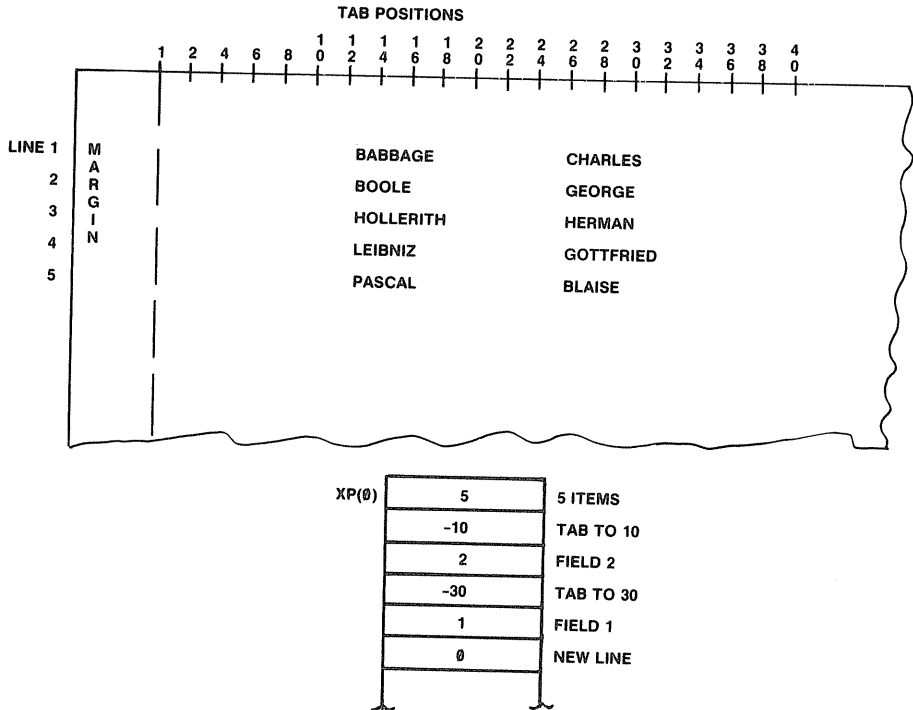 TAB POSITIONS
1 2 4 6 8 10 12 14 16 18 20 22 24 26 28 30 32 34 36 38 40
MARGIN
LINE 1 BABBAGE CHARLES
2 BOOLE GEORGE
3 HOLLERITH HERMAN
4 LEIBNIZ GOTTFRIED
5 PASCAL BLAISE
XP(0) 5 5 ITEMS
-10 TAB TO 10
2 FIELD 2
-30 TAB TO 30
1 FIELD 1
0 NEW LINE